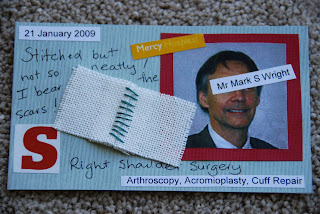 21 January 2009
Stitched but
not so neatly!
I bear the
scars!
Mercy Hospice
Mr Mark S Wright
S
Right Shoulder Surgery
Arthroscopy, Acromioplasty, Cuff Repair